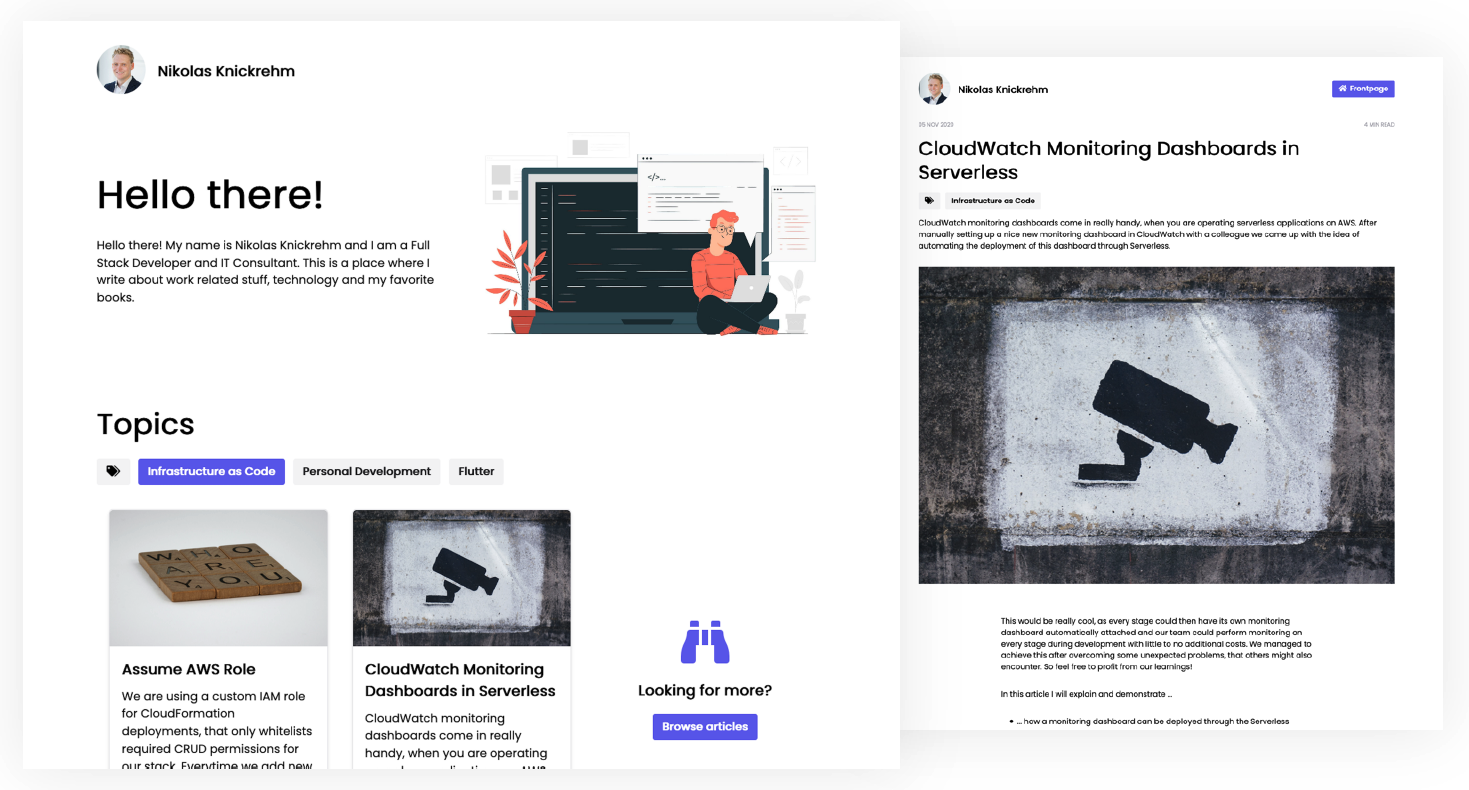 Nikolas Knickrehm
Hello there!
Hello there! My name is Nikolas Knickrehm and I am a Full
Stack Developer and IT Consultant. This is a place where I
write about work related stuff, technology and my favorite
books.
</>...
</>
Topics
Infrastructure as Code
Personal Development
Flutter
WHO
ARE
YOU
Assume AWS Role
We are using a custom IAM role
for CloudFormation
deployments, that only whitelists
required CRUD permissions for
our stack. Everytime we add new
CloudWatch Monitoring
Dashboards in Serverless
CloudWatch monitoring
dashboards come in really
handy, when you are operating
Looking for more?
Browse articles
Nikolas Knickrehm
Frontpage
05 NOV 2020
4 MIN READ
CloudWatch Monitoring Dashboards in
Serverless
Infrastructure as Code
CloudWatch monitoring dashboards come in really handy, when you are operating serverless applications on AWS. After
manually setting up a nice new monitoring dashboard in CloudWatch with a colleague we came up with the idea of
automating the deployment of this dashboard through Serverless.
This would be really cool, as every stage could then have its own monitoring
dashboard automatically attached and our team could perform monitoring on
every stage during development with little to no additional costs. We managed to
achieve this after overcoming some unexpected problems, that others might also
encounter. So feel free to profit from our learnings!
In this article I will explain and demonstrate ...
• ... how a monitoring dashboard can be deployed through the Serverless